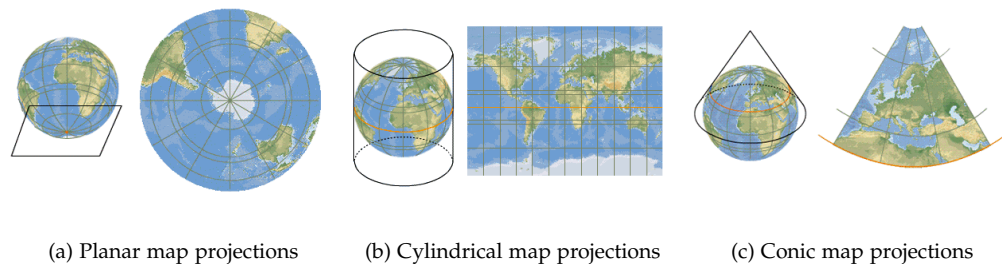 (a) Planar map projections
(b) Cylindrical map projections
(c) Conic map projections